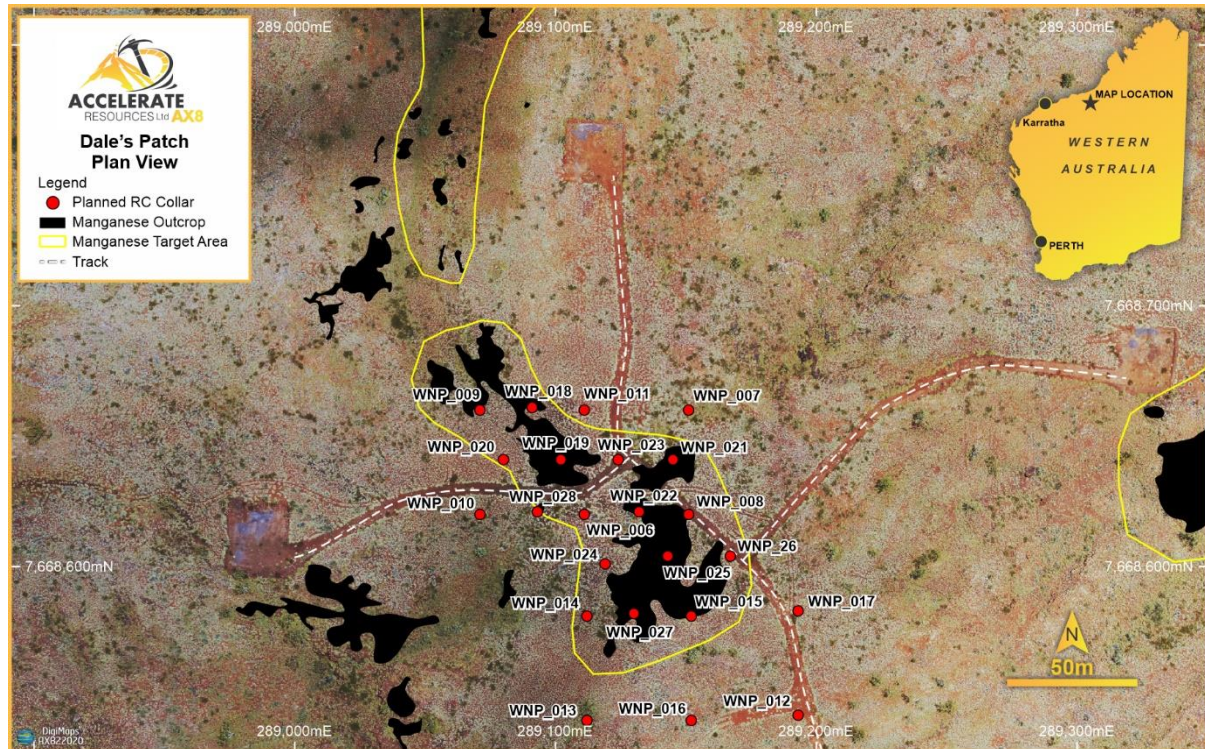 289,000mE 289,100mE 289,200mE 289,300mE
ACCELERATE
RESOURCES Ltd AX8
Dale's Patch
Plan View
Legend
Planned RC Collar
Manganese Outcrop
Manganese Target Area
Track
MAP LOCATION
Karratha
WESTERN
AUSTRALIA
PERTH
7,668,700mN
WNP_009 WNP_018 WNP_011 WNP_007
WNP_020 WNP_019 WNP_023 WNP_021
WNP_010 WNP_028 WNP_022 WNP_008
WNP_006
WNP_024 WNP_26
7,668,600mN 7,668,600mN
WNP_025
WNP_014 WNP_015 WNP_017
WNP_027
N
50m
WNP_013 WNP_016 WNP_012
DigiMaps
AX822020
289,000mE 289,100mE 289,200mE 289,300mE